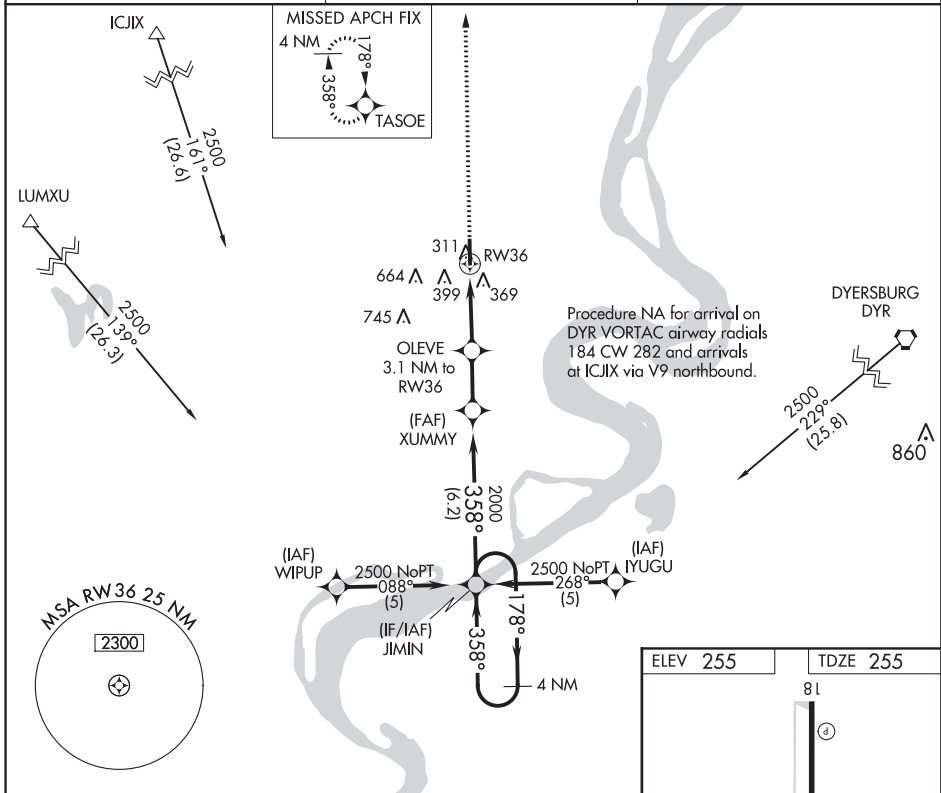 ICJIX
2500
161°
(26.6)
MISSED APCH FIX
4 NM
178°
358°
TASOE
LUMXU
2500
139°
(26.3)
311
RW36
664
399
369
745
OLEVE
3.1 NM to
RW36
(FAF)
XUMMY
Procedure NA for arrival on
DYR VORTAC airway radials
184 CW 282 and arrivals
at ICJIX via V9 northbound.
DYERSBURG
DYR
2500
229°
(25.8)
860
2000
358°
(6.2)
(IAF)
WIPUP
2500 NoPT
088°
(5)
(IF/IAF)
JIMIN
2500 NoPT
268°
(5)
(IAF)
IYUGU
358°
178°
4 NM
MSA RW36 25 NM
2300
ELEV 255
TDZE 255
18
P